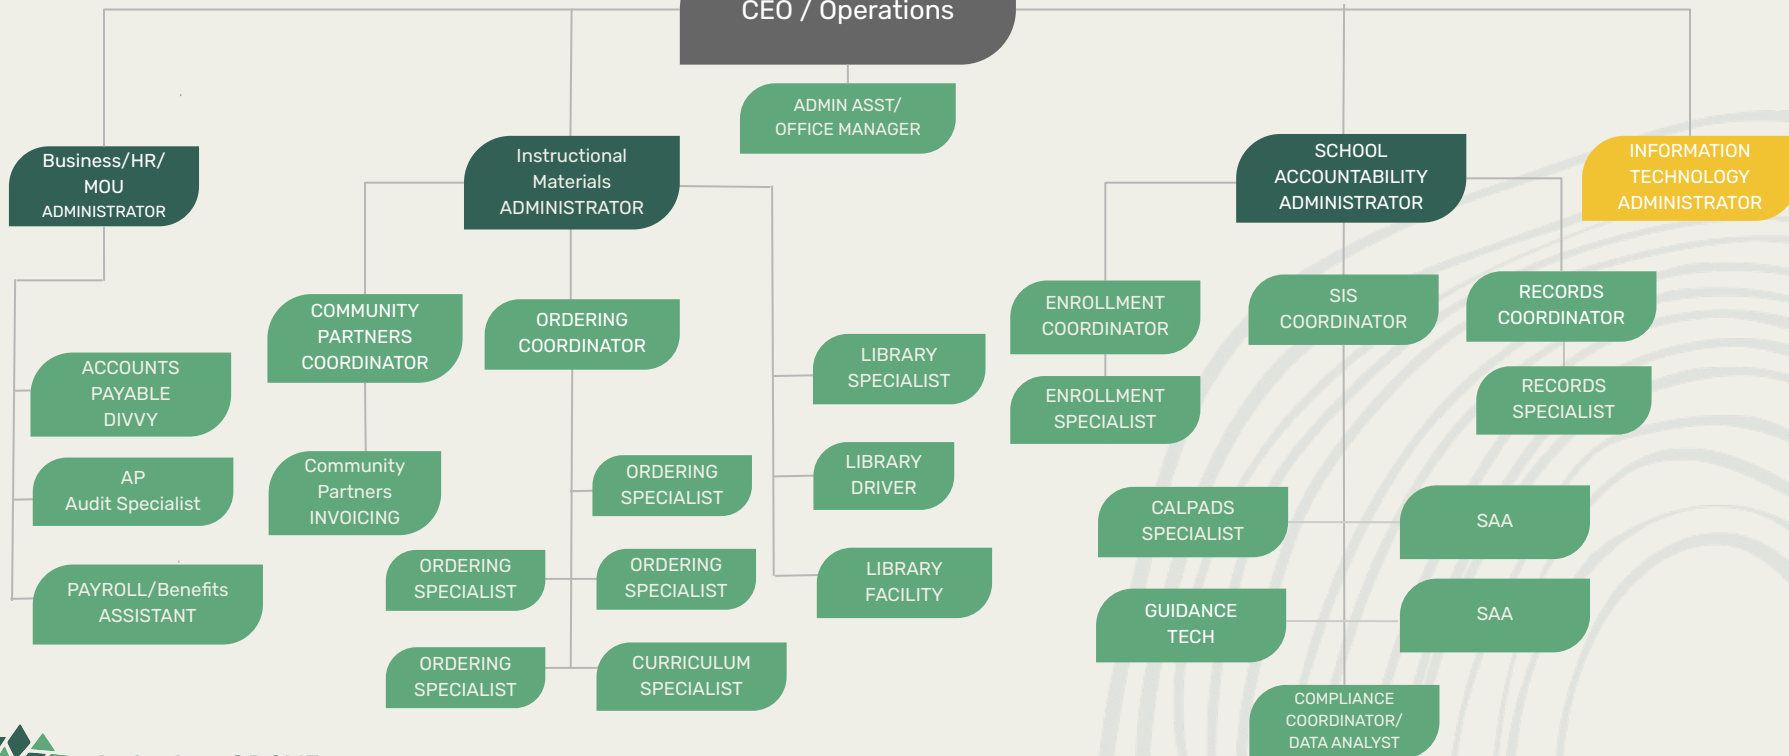 CEO / Operations
ADMIN ASST/
OFFICE MANAGER
Business/HR/
MOU
ADMINISTRATOR
Instructional
Materials
ADMINISTRATOR
SCHOOL
ACCOUNTABILITY
ADMINISTRATOR
INFORMATION
TECHNOLOGY
ADMINISTRATOR
ACCOUNTS
PAYABLE
DIVVY
AP
Audit Specialist
PAYROLL/Benefits
ASSISTANT
COMMUNITY
PARTNERS
COORDINATOR
Community
Partners
INVOICING
ORDERING
COORDINATOR
ORDERING
SPECIALIST
ORDERING
SPECIALIST
ORDERING
SPECIALIST
ORDERING
SPECIALIST
CURRICULUM
SPECIALIST
LIBRARY
SPECIALIST
LIBRARY
DRIVER
LIBRARY
FACILITY
ENROLLMENT
COORDINATOR
ENROLLMENT
SPECIALIST
SIS
COORDINATOR
RECORDS
COORDINATOR
RECORDS
SPECIALIST
CALPADS
SPECIALIST
SAA
GUIDANCE
TECH
SAA
COMPLIANCE
COORDINATOR/
DATA ANALYST